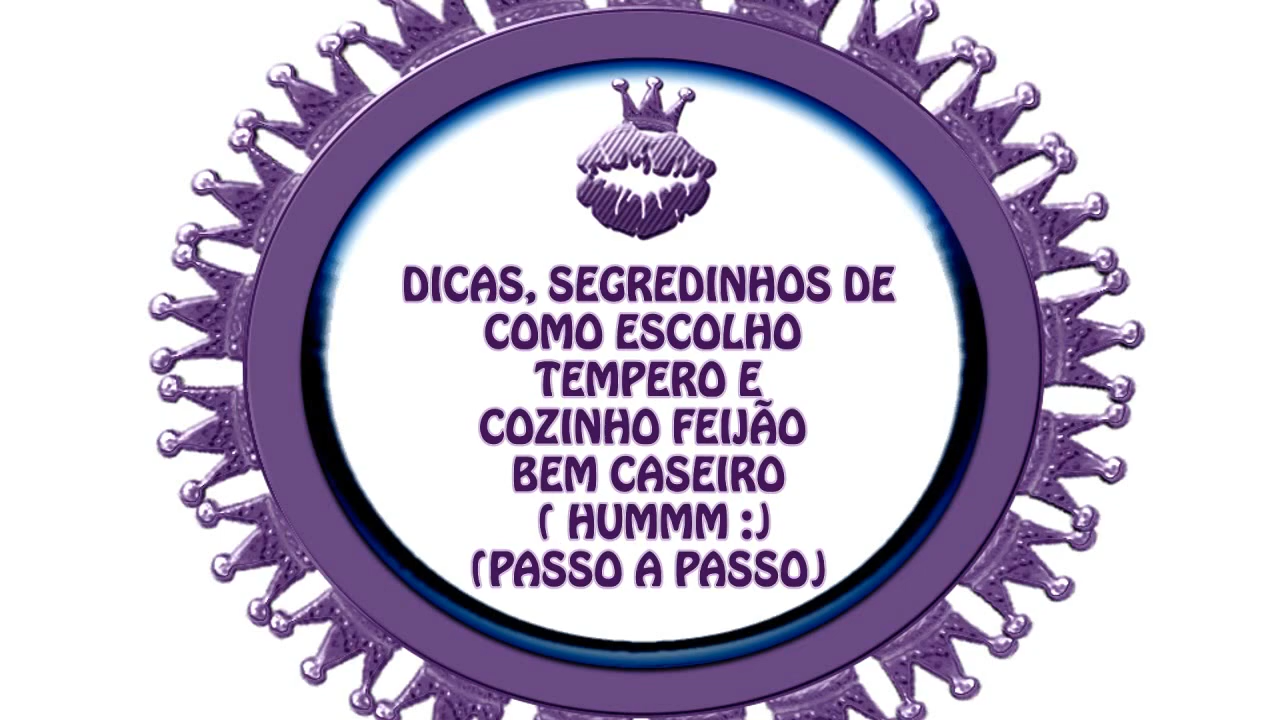 DICAS, SEGREDINHOS DE
COMO ESCOLHO
TEMPERO E
COZINHO FEIJÃO
BEM CASEIRO
( HUMMM :)
(PASSO A PASSO)